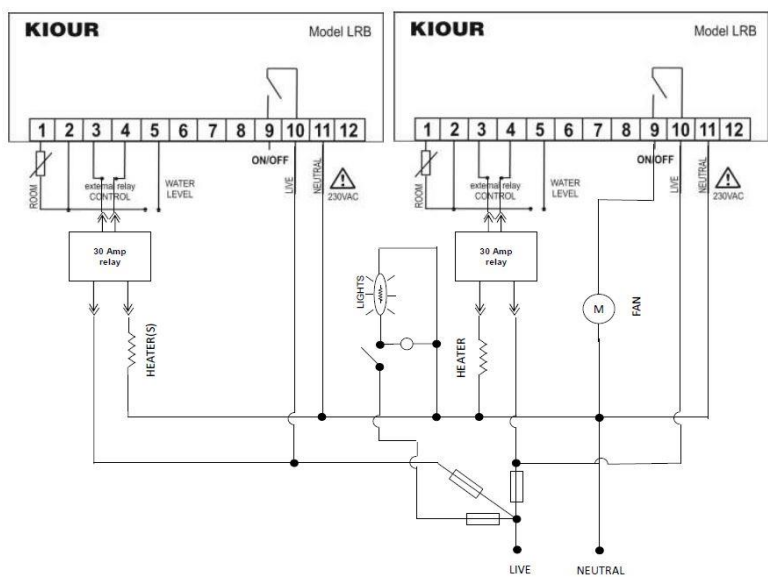 KIOUR Model LRB
1 2 3 4 5 6 7 8 9 10 11 12
ROOM
external relay
CONTROL
WATER
LEVEL
ON/OFF
LIVE
NEUTRAL
230VAC
30 Amp
relay
HEATER(S)
KIOUR Model LRB
1 2 3 4 5 6 7 8 9 10 11 12
ROOM
external relay
CONTROL
WATER
LEVEL
ON/OFF
LIVE
NEUTRAL
230VAC
30 Amp
relay
LIGHTS
HEATER
M
FAN
LIVE
NEUTRAL